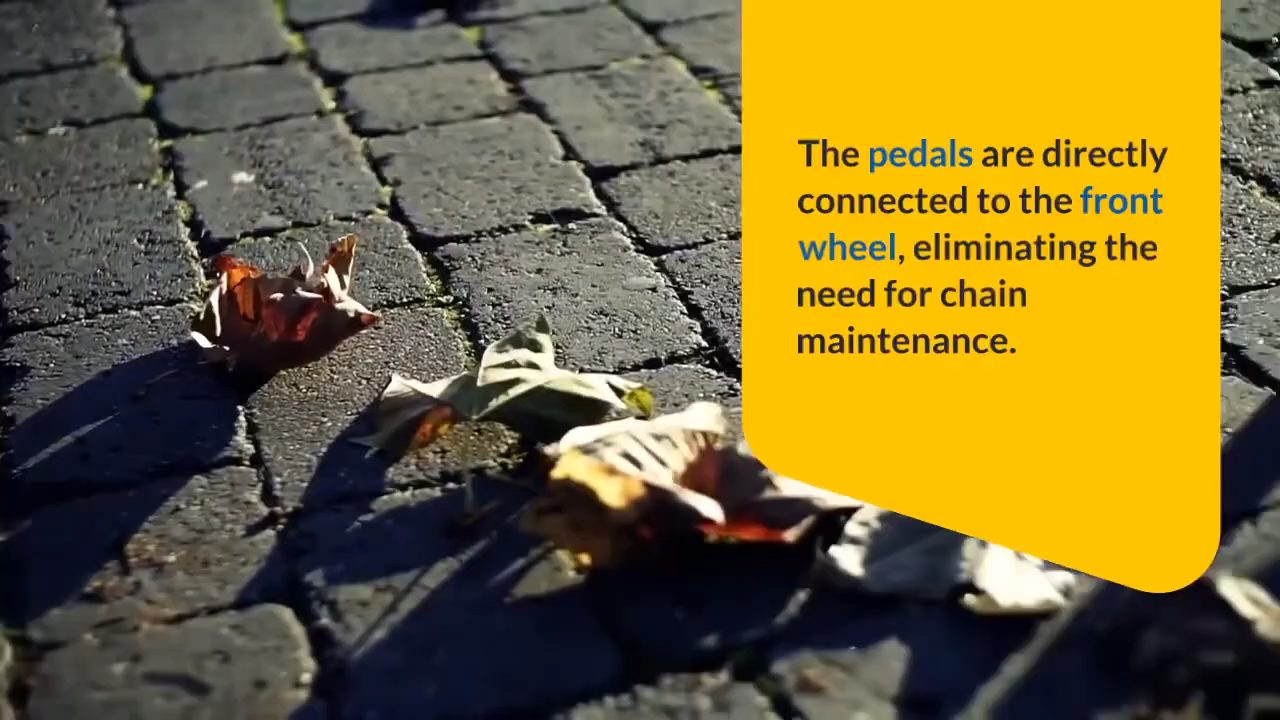 The pedals are directly
connected to the front
wheel, eliminating the
need for chain
maintenance.